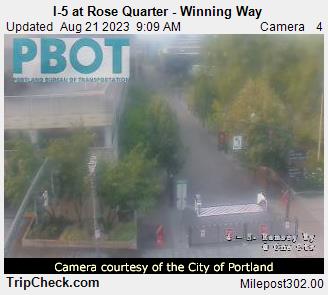 I-5 at Rose Quarter - Winning Way
Updated Aug 21 2023 9:09 AM Camera 4
PBOT
PORTLAND BUREAU OF TRANSPORTATION
Camera courtesy of the City of Portland
TripCheck.com Milepost302.00